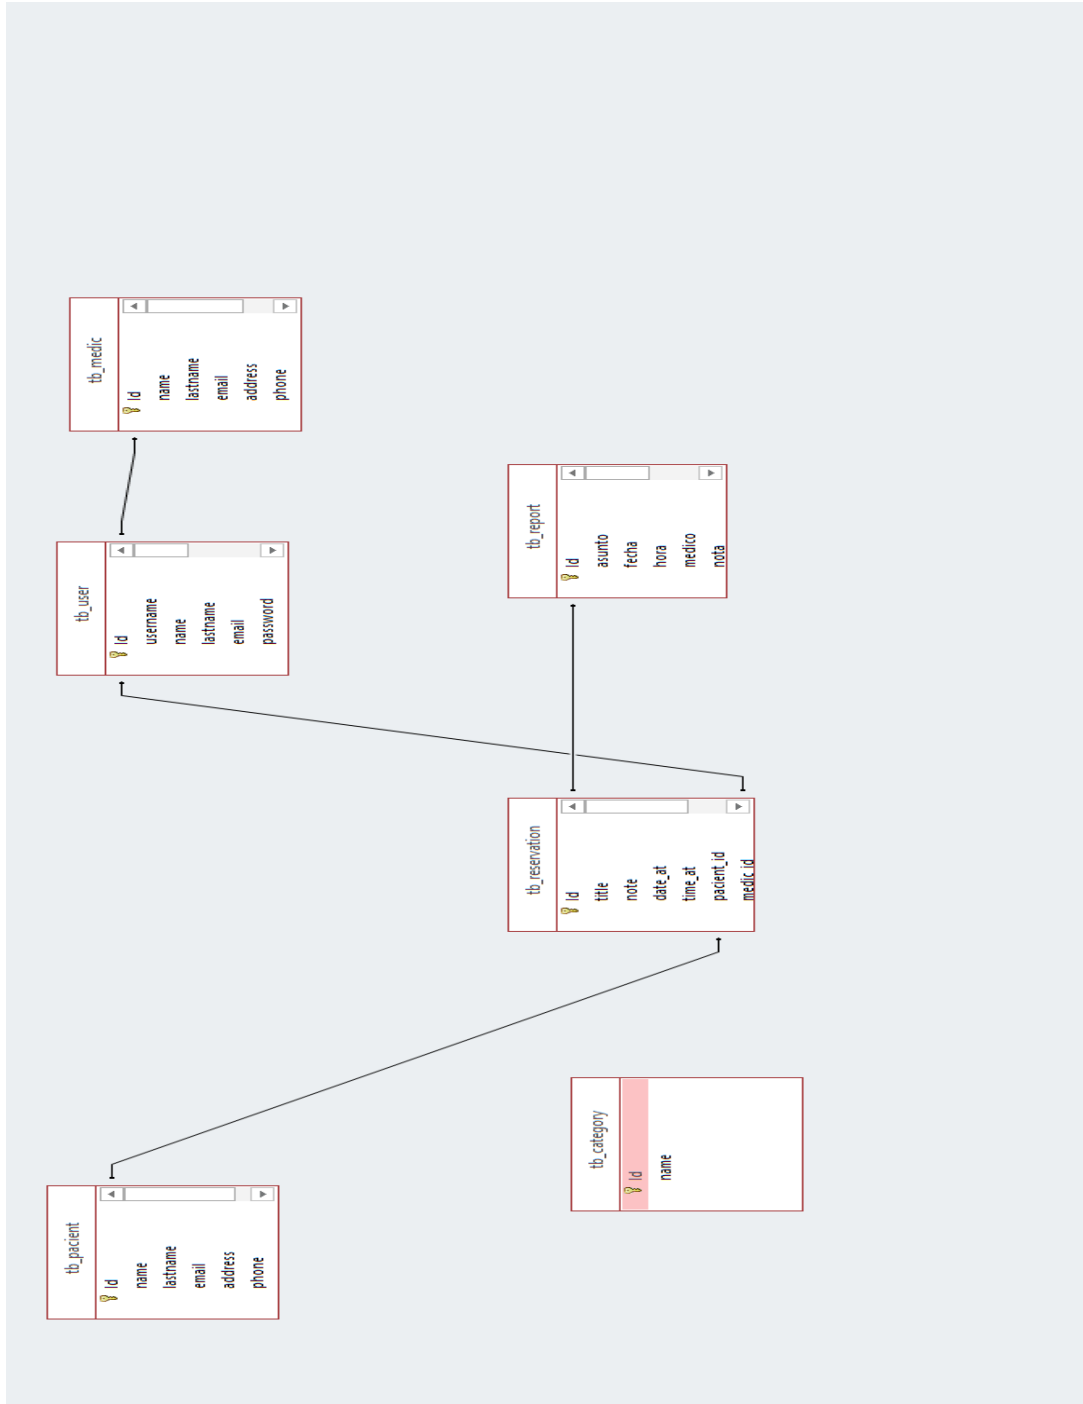 tb_pacient
Id
name
lastname
email
address
phone
tb_user
Id
username
name
lastname
email
password
tb_medic
Id
name
lastname
email
address
phone
tb_category
Id
name
tb_reservation
Id
title
note
date_at
time_at
pacient_id
medic_id
tb_report
Id
asunto
fecha
hora
medico
nota